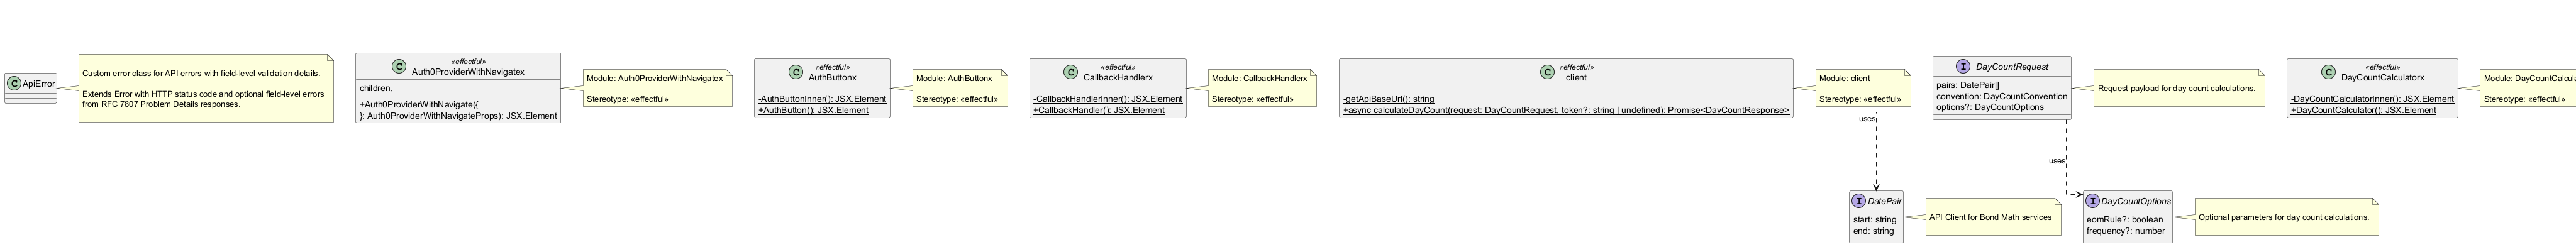 C ApiError
Custom error class for API errors with field-level validation details.
Extends Error with HTTP status code and optional field-level errors
from RFC 7807 Problem Details responses.
C «effectful»
Auth0ProviderWithNavigatex
children,
+Auth0ProviderWithNavigate({
}: Auth0ProviderWithNavigateProps): JSX.Element
Module: Auth0ProviderWithNavigatex
Stereotype: «effectful»
C «effectful»
AuthButtonx
-AuthButtonInner(): JSX.Element
+AuthButton(): JSX.Element
Module: AuthButtonx
Stereotype: «effectful»
C «effectful»
CallbackHandlerx
-CallbackHandlerInner(): JSX.Element
+CallbackHandler(): JSX.Element
Module: CallbackHandlerx
Stereotype: «effectful»
C «effectful»
client
-getApiBaseUrl(): string
+async calculateDayCount(request: DayCountRequest, token?: string | undefined): Promise<DayCountResponse>
Module: client
Stereotype: «effectful»
I DayCountRequest
pairs: DatePair[]
convention: DayCountConvention
options?: DayCountOptions
Request payload for day count calculations.
C «effectful»
DayCountCalculatorx
-DayCountCalculatorInner(): JSX.Element
+DayCountCalculator(): JSX.Element
Module: DayCountCalcula
Stereotype: «effectful»
uses
uses
I DatePair
start: string
end: string
API Client for Bond Math services
I DayCountOptions
eomRule?: boolean
frequency?: number
Optional parameters for day count calculations.